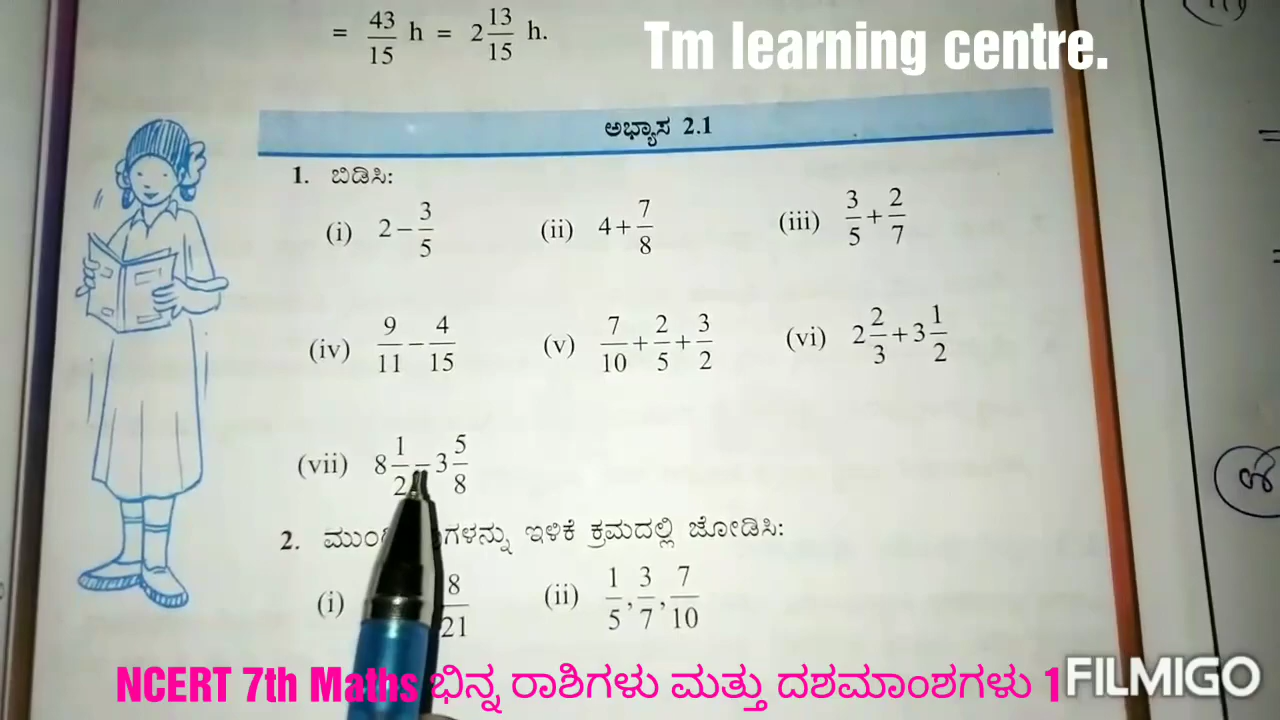 = 43/15 h = 2 13/15 h.
Tm learning centre.
ಅಭ್ಯಾಸ 2.1
1. ಬಿಡಿಸಿ:
(i) 2 − 3/5 (ii) 4 + 7/8 (iii) 3/5 + 2/7
(iv) 9/11 − 4/15 (v) 7/10 + 2/5 + 3/2 (vi) 2 2/3 + 3 1/2
(vii) 8 1/2 − 3 5/8
2. ಇಳಿಕೆ ಕ್ರಮದಲ್ಲಿ ಜೋಡಿಸಿ:
(i) 8/21 (ii) 1/5, 3/7, 7/10
NCERT 7th Maths ಭಿನ್ನ ರಾಶಿಗಳು ಮತ್ತು ದಶಮಾಂಶಗಳು 1
FILMIGO